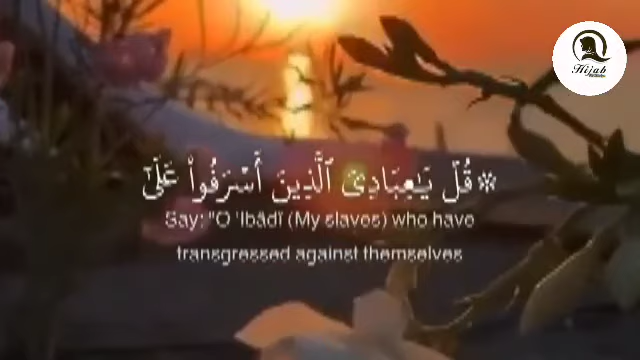 Hijab
۞ قُلْ يَـٰعِبَادِىَ ٱلَّذِينَ أَسْرَفُوا۟ عَلَىٰٓ
Say: "O 'Ibâdî (My slaves) who have
transgressed against themselves